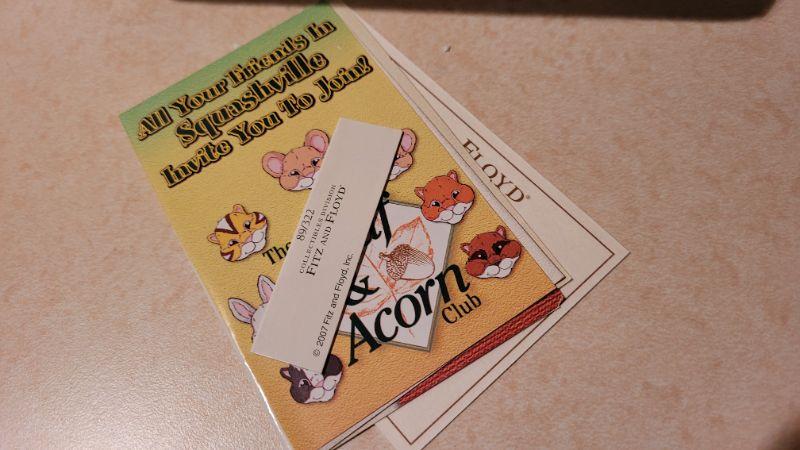 All Your Friends In
Squashville
Invite You To Join!
The
&
Acorn
Club
89/322
COLLECTIBLES DIVISION
FITZ AND FLOYD®
© 2007 Fitz and Floyd, Inc.
FLOYD®